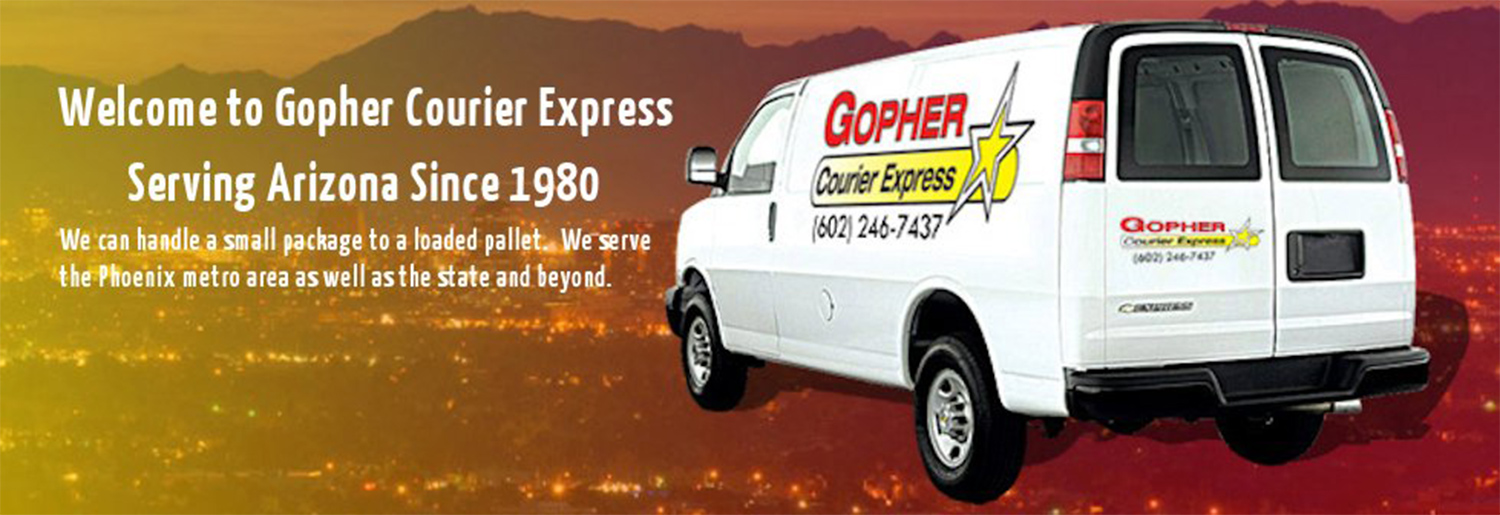 Welcome to Gopher Courier Express
Serving Arizona Since 1980
We can handle a small package to a loaded pallet.  We serve
the Phoenix metro area as well as the state and beyond.
GOPHER
Courier Express
(602) 246-7437
GOPHER
Courier Express
(602) 246-7437
EXPRESS